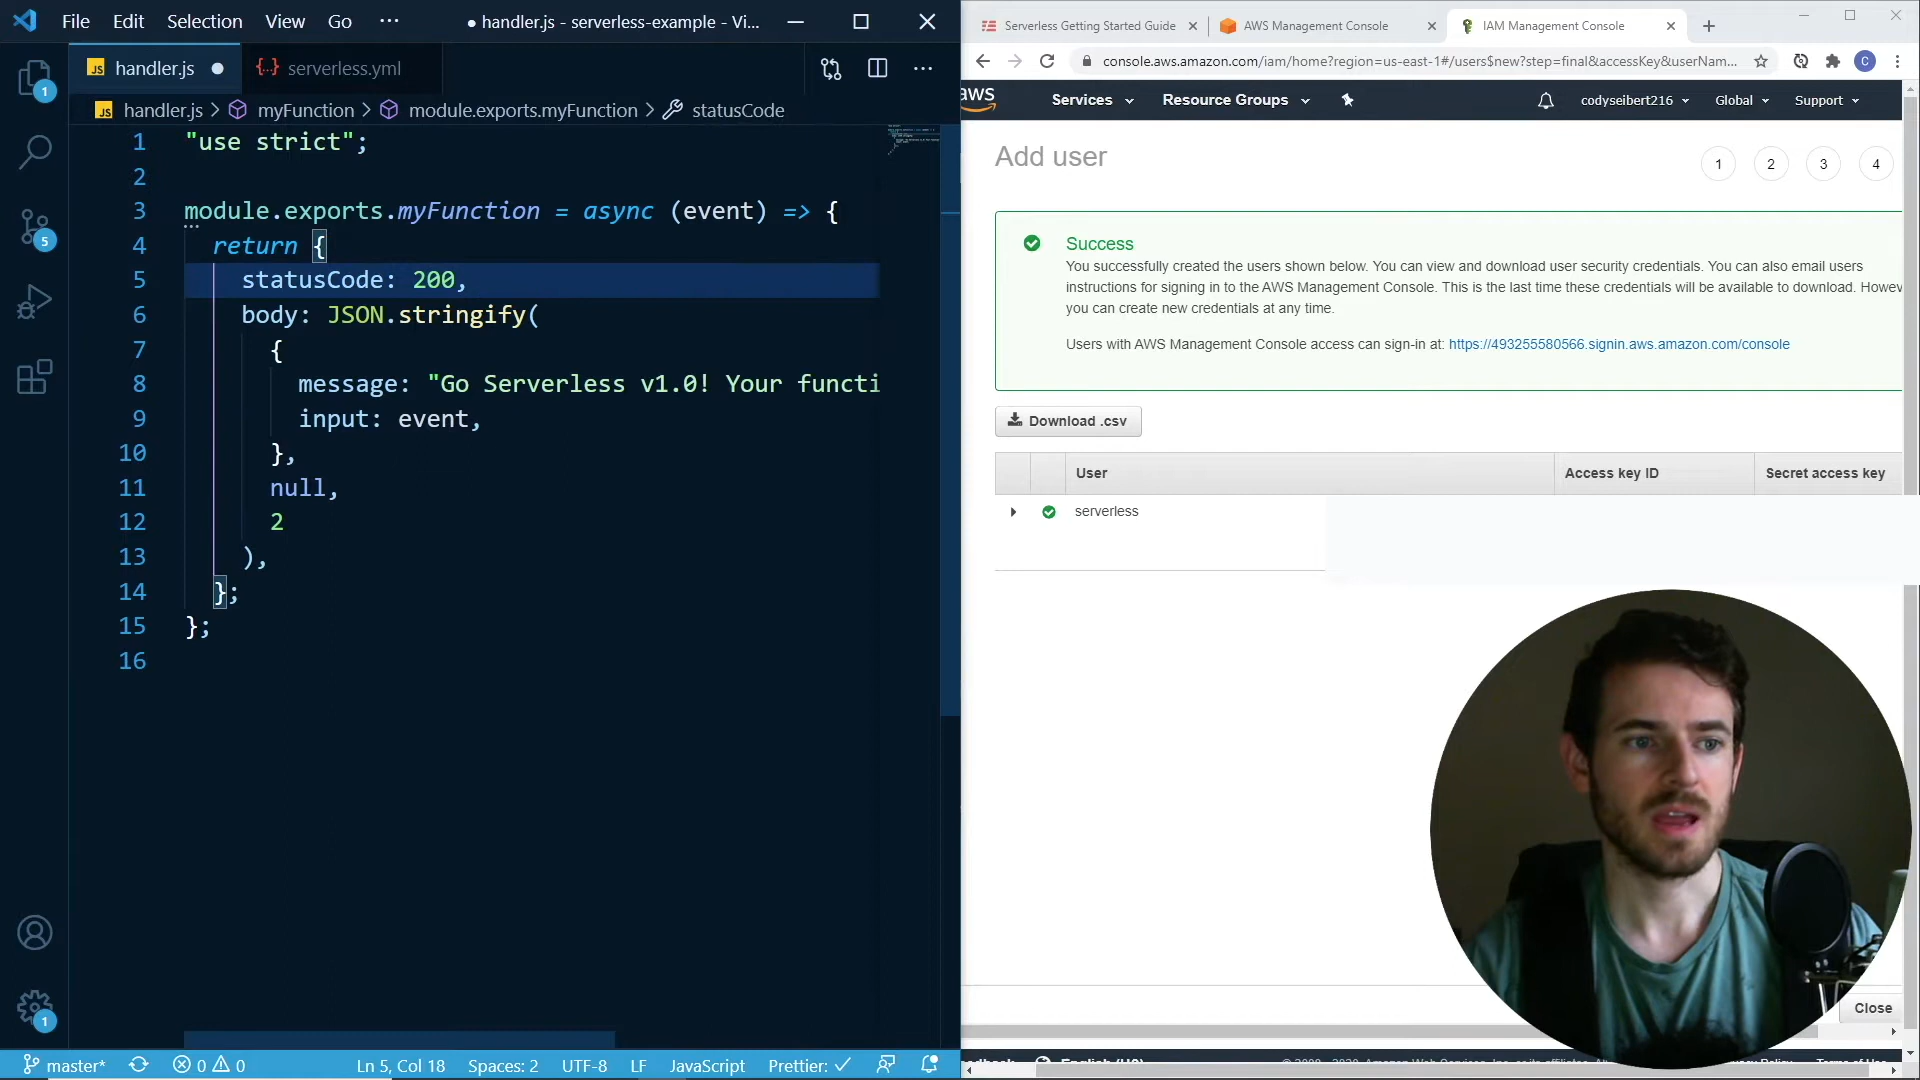 File Edit Selection View Go ··· ● handler.js - serverless-example - Vi...
JS handler.js ● {··} serverless.yml ···
JS handler.js > myFunction > module.exports.myFunction > statusCode
1 "use strict";
2
3 module.exports.myFunction = async (event) => {
4 return {
5 statusCode: 200,
6 body: JSON.stringify(
7 {
8 message: "Go Serverless v1.0! Your functi
9 input: event,
10 },
11 null,
12 2
13 ),
14 };
15 };
16
1
5
1
master* 0 0 Ln 5, Col 18 Spaces: 2 UTF-8 LF JavaScript Prettier: ✓
Serverless Getting Started Guide AWS Management Console IAM Management Console
console.aws.amazon.com/iam/home?region=us-east-1#/users$new?step=final&accessKey&userNam... C
aws Services Resource Groups codyseibert216 Global Support
Add user 1 2 3 4
Success
You successfully created the users shown below. You can view and download user security credentials. You can also email users
instructions for signing in to the AWS Management Console. This is the last time these credentials will be available to download. Howev
you can create new credentials at any time.
Users with AWS Management Console access can sign-in at: https://493255580566.signin.aws.amazon.com/console
Download .csv
User Access key ID Secret access key
serverless
Close